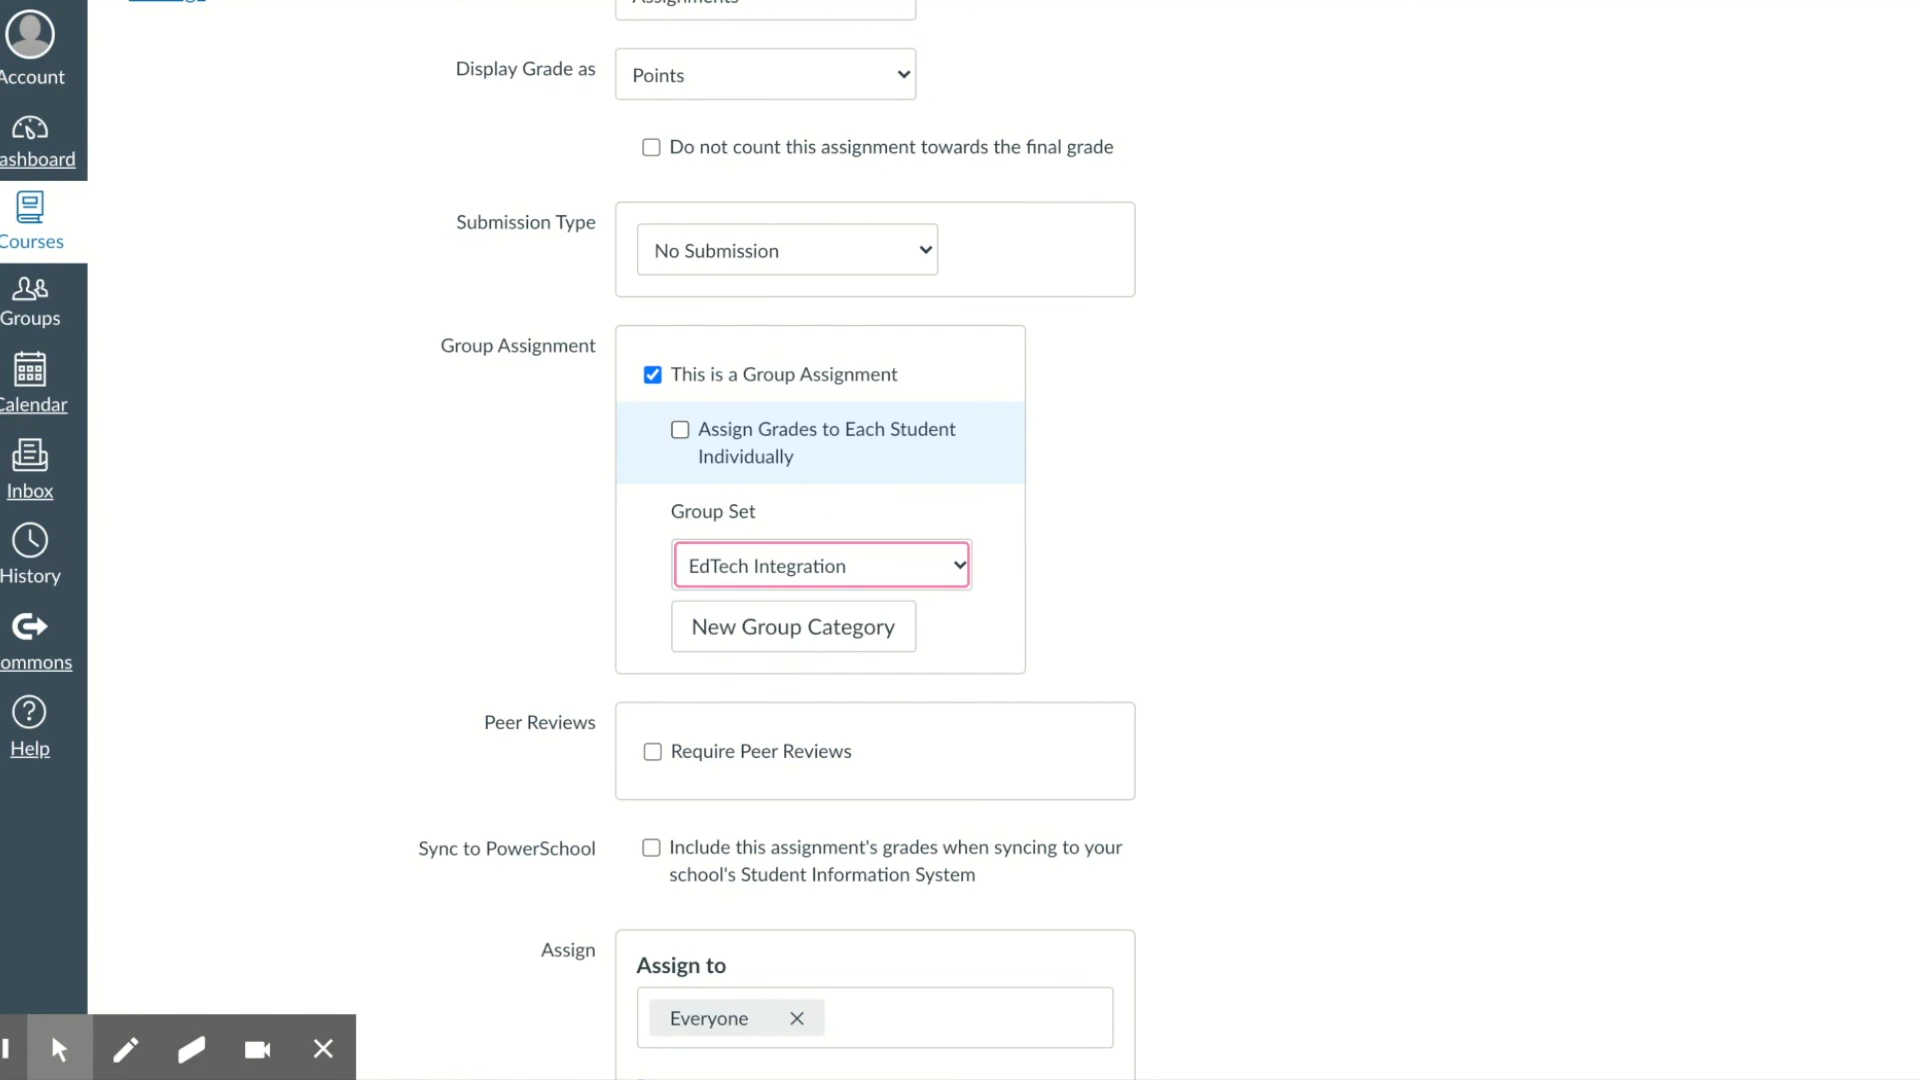 Account
ashboard
Courses
Groups
Calendar
Inbox
History
ommons
Help
Assignments
Display Grade as
Points
Do not count this assignment towards the final grade
Submission Type
No Submission
Group Assignment
This is a Group Assignment
Assign Grades to Each Student
Individually
Group Set
EdTech Integration
New Group Category
Peer Reviews
Require Peer Reviews
Sync to PowerSchool
Include this assignment's grades when syncing to your
school's Student Information System
Assign
Assign to
Everyone